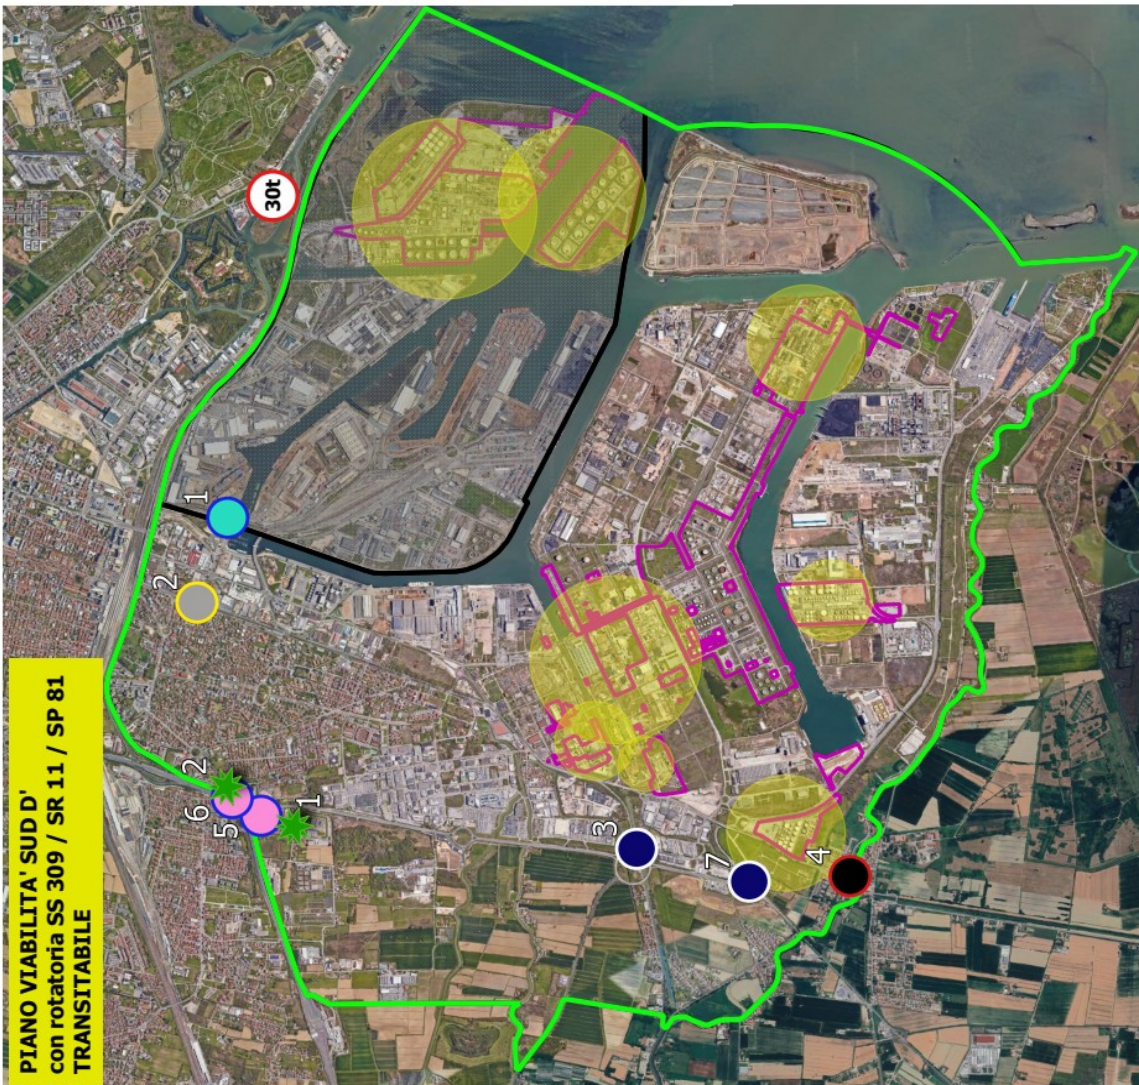 PIANO VIABILITA' SUD D'
con rotatoria SS 309 / SR 11 / SP 81
TRANSITABILE
30t
1
2
2
6
5
1
3
7
4